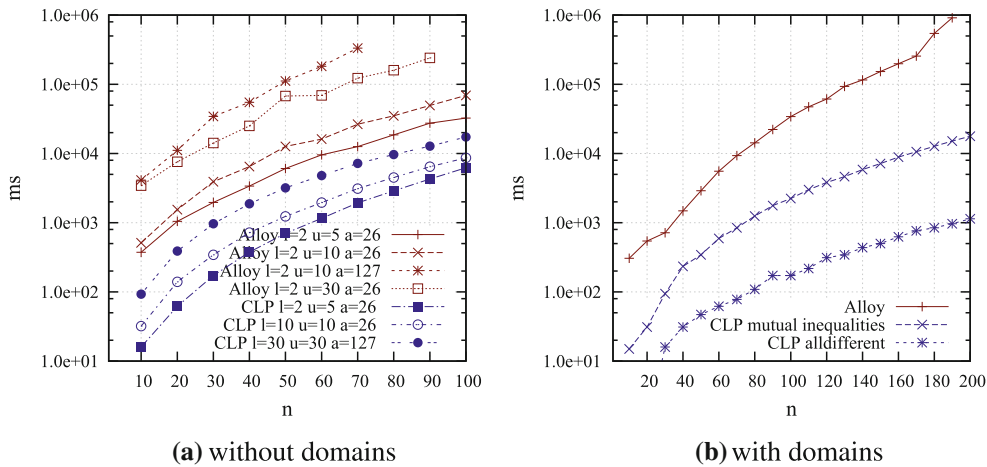 1.0e+06
1.0e+05
1.0e+04
1.0e+03
1.0e+02
1.0e+01
ms
Alloy l=2 u=5 a=26
Alloy l=2 u=10 a=26
Alloy l=2 u=10 a=127
Alloy l=2 u=30 a=26
CLP l=2 u=5 a=26
CLP l=10 u=10 a=26
CLP l=30 u=30 a=127
10 20 30 40 50 60 70 80 90 100
n
(a) without domains
1.0e+06
1.0e+05
1.0e+04
1.0e+03
1.0e+02
1.0e+01
ms
Alloy
CLP mutual inequalities
CLP alldifferent
20 40 60 80 100 120 140 160 180 200
n
(b) with domains